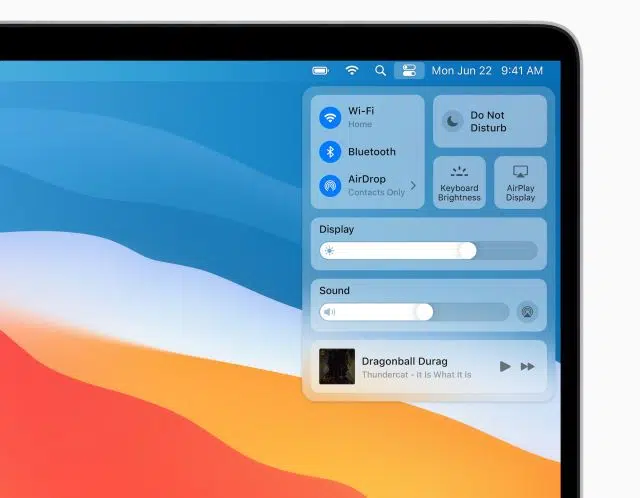 Mon Jun 22 9:41 AM
Wi-Fi
Home
Bluetooth
AirDrop
Contacts Only
Do Not
Disturb
Keyboard
Brightness
AirPlay
Display
Display
Sound
Dragonball Durag
Thundercat - It Is What It Is